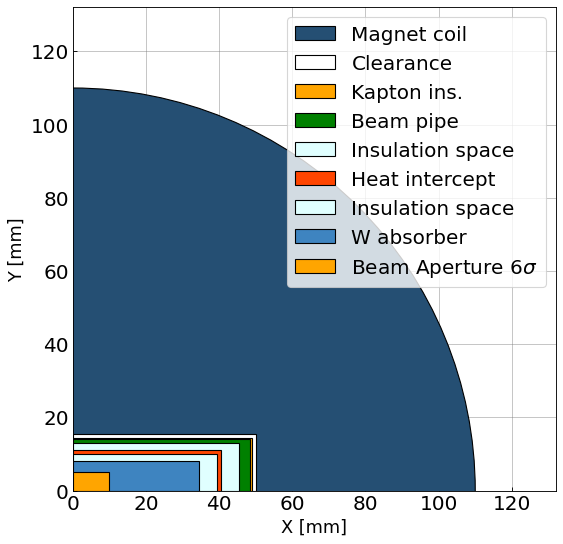 Magnet coil
Clearance
Kapton ins.
Beam pipe
Insulation space
Heat intercept
Insulation space
W absorber
Beam Aperture 6σ
120
100
80
60
40
20
0
Y [mm]
0 20 40 60 80 100 120
X [mm]